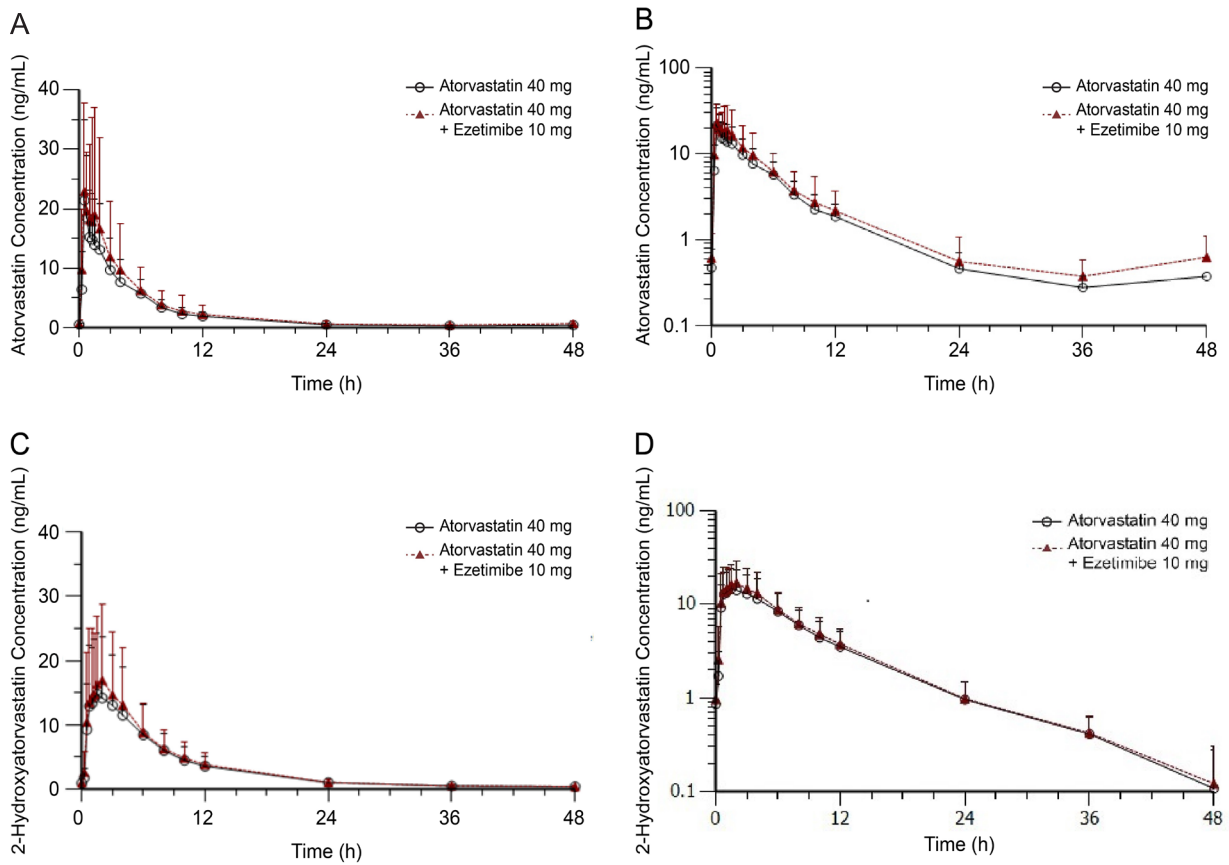 A
Atorvastatin Concentration (ng/mL)
40
30
20
10
0
0 12 24 36 48
Time (h)
Atorvastatin 40 mg
Atorvastatin 40 mg
+ Ezetimibe 10 mg
B
Atorvastatin Concentration (ng/mL)
100
10
1
0.1
0 12 24 36 48
Time (h)
Atorvastatin 40 mg
Atorvastatin 40 mg
+ Ezetimibe 10 mg
C
2-Hydroxyatorvastatin Concentration (ng/mL)
40
30
20
10
0
0 12 24 36 48
Time (h)
Atorvastatin 40 mg
Atorvastatin 40 mg
+ Ezetimibe 10 mg
D
2-Hydroxyatorvastatin Concentration (ng/mL)
100
10
1
0.1
0 12 24 36 48
Time (h)
Atorvastatin 40 mg
Atorvastatin 40 mg
+ Ezetimibe 10 mg